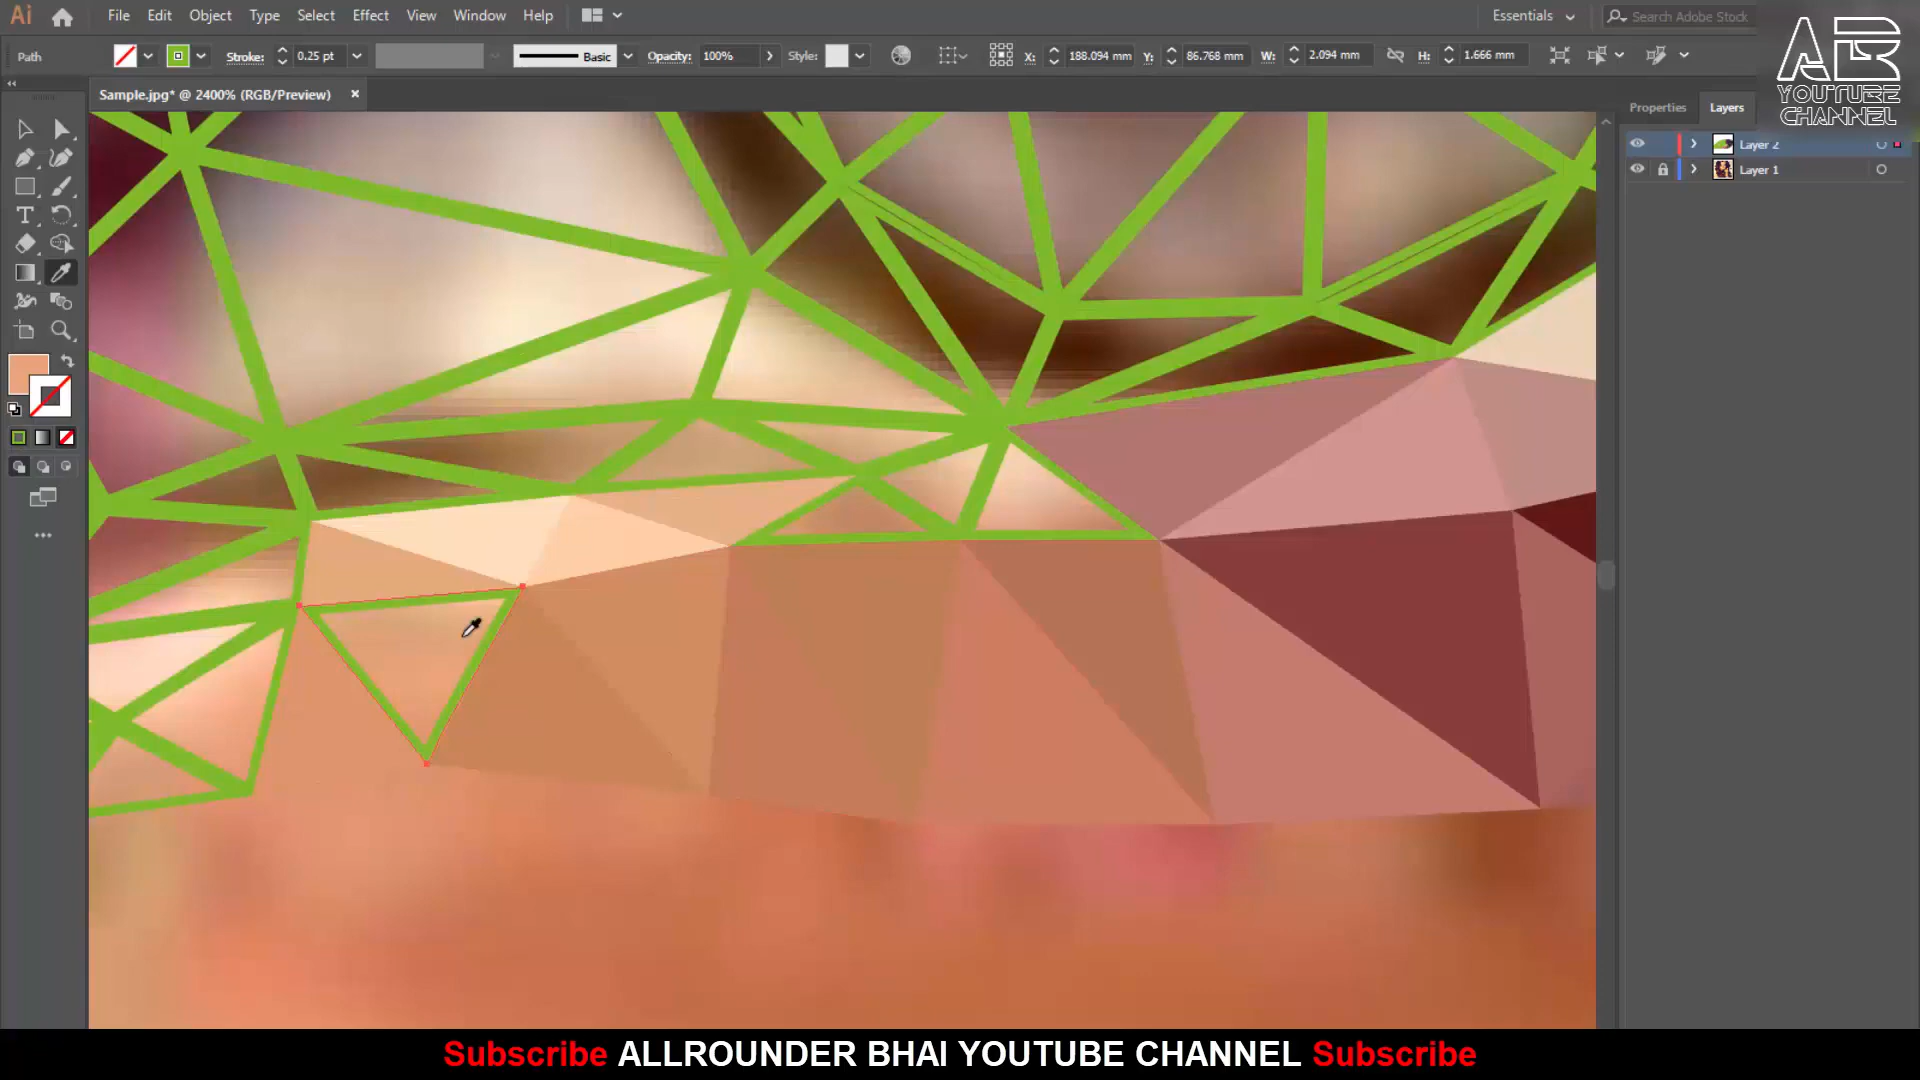 Ai File Edit Object Type Select Effect View Window Help Essentials Search Adobe Stock
Path Stroke: 0.25 pt Basic Opacity: 100% Style: X: 188.094 mm Y: 86.768 mm W: 2.094 mm H: 1.666 mm
ABR
YOUTUBE
CHANNEL
Sample.jpg* @ 2400% (RGB/Preview) ×
Properties Layers
Layer 2
Layer 1
Subscribe ALLROUNDER BHAI YOUTUBE CHANNEL Subscribe